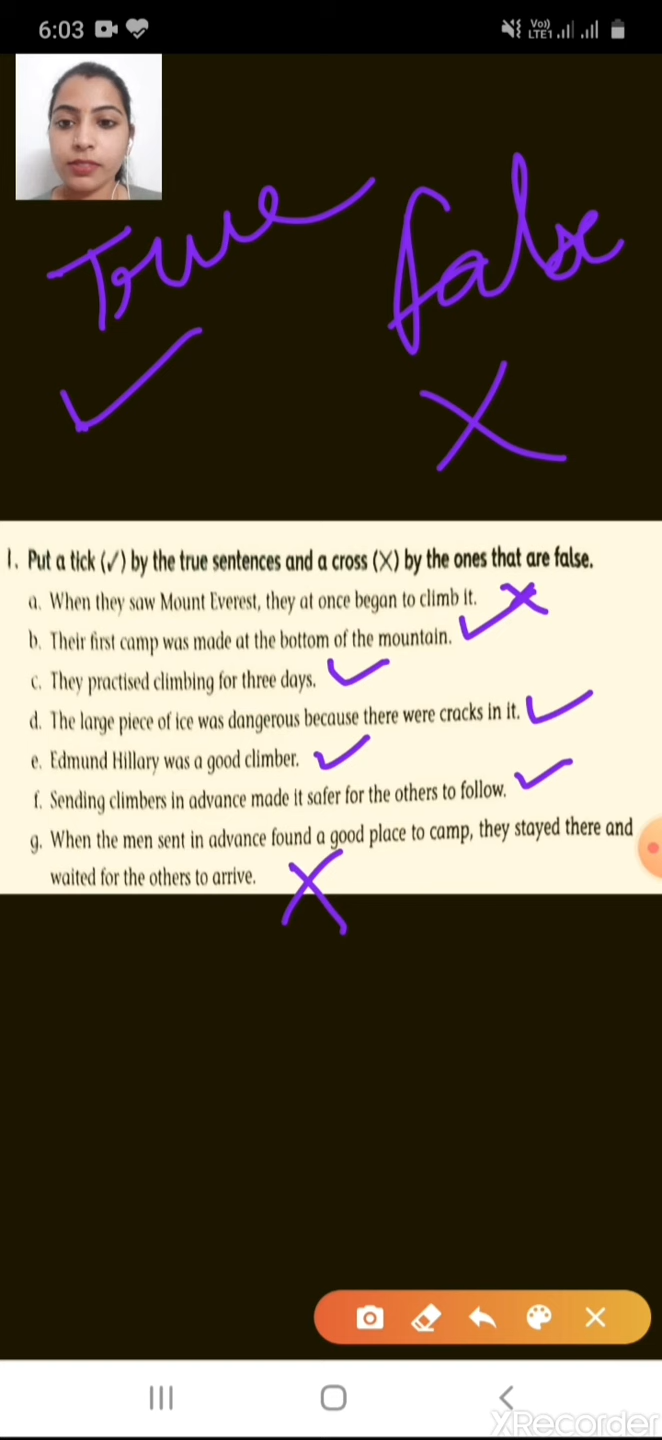 6:03
Vo))
LTE1
True false
✓ X
1. Put a tick (✓) by the true sentences and a cross (X) by the ones that are false.
a. When they saw Mount Everest, they at once began to climb it. X
b. Their first camp was made at the bottom of the mountain. ✓
c. They practised climbing for three days. ✓
d. The large piece of ice was dangerous because there were cracks in it. ✓
e. Edmund Hillary was a good climber. ✓
f. Sending climbers in advance made it safer for the others to follow. ✓
g. When the men sent in advance found a good place to camp, they stayed there and
waited for the others to arrive. X
XRecorder